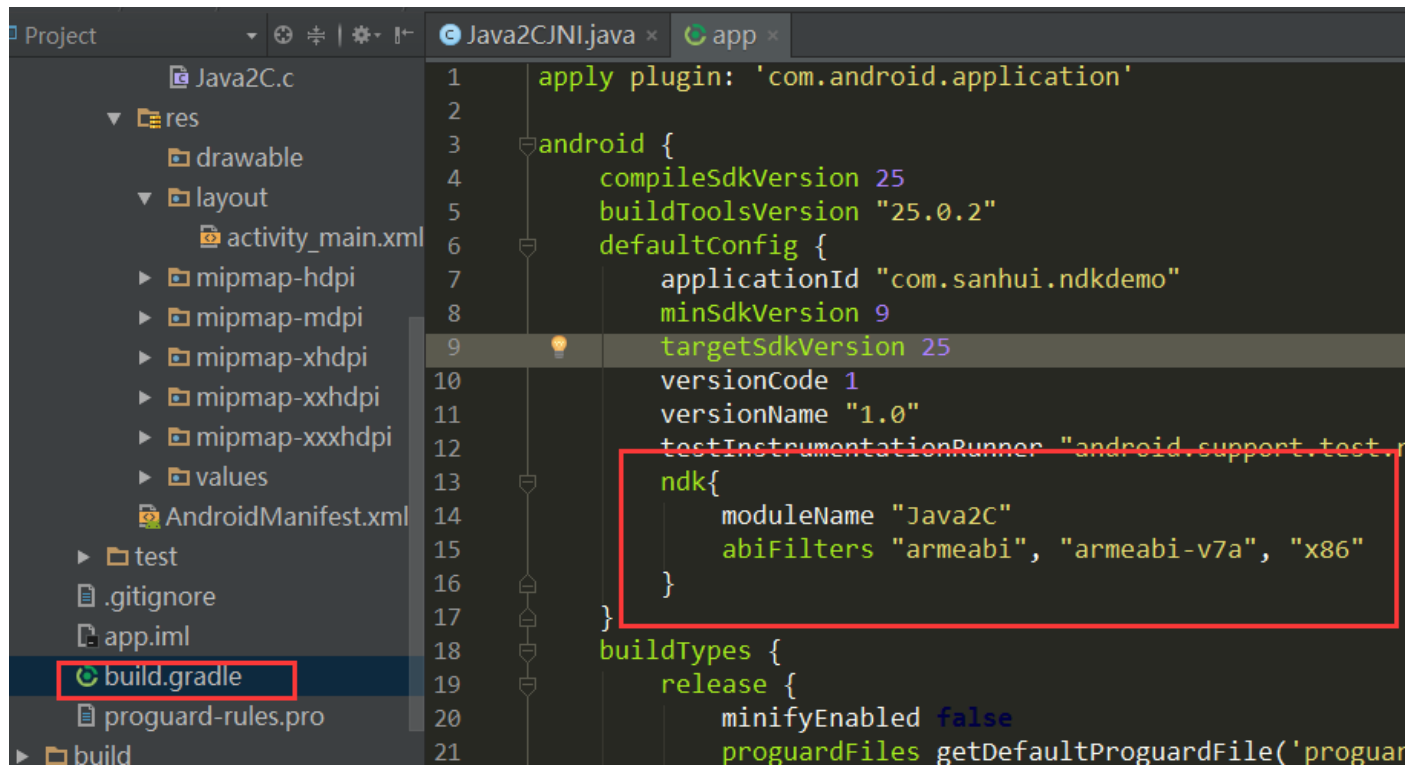 Project
Java2C.c
res
drawable
layout
activity_main.xml
mipmap-hdpi
mipmap-mdpi
mipmap-xhdpi
mipmap-xxhdpi
mipmap-xxxhdpi
values
AndroidManifest.xml
test
.gitignore
app.iml
build.gradle
proguard-rules.pro
build
Java2CJNI.java
app
1 apply plugin: 'com.android.application'
2
3 android {
4 compileSdkVersion 25
5 buildToolsVersion "25.0.2"
6 defaultConfig {
7 applicationId "com.sanhui.ndkdemo"
8 minSdkVersion 9
9 targetSdkVersion 25
10 versionCode 1
11 versionName "1.0"
12 testInstrumentationRunner "android.support.test.r
13 ndk{
14 moduleName "Java2C"
15 abiFilters "armeabi", "armeabi-v7a", "x86"
16 }
17 }
18 buildTypes {
19 release {
20 minifyEnabled false
21 proguardFiles getDefaultProguardFile('proguar